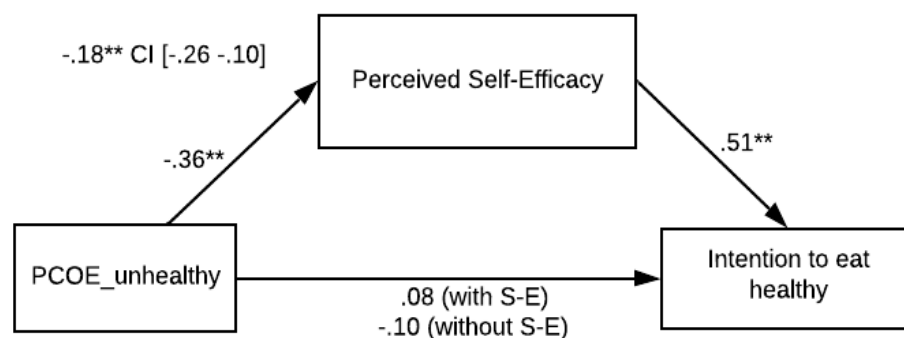 -.18** CI [-.26 -.10]
Perceived Self-Efficacy
-.36**
.51**
PCOE_unhealthy
Intention to eat
healthy
.08 (with S-E)
-.10 (without S-E)